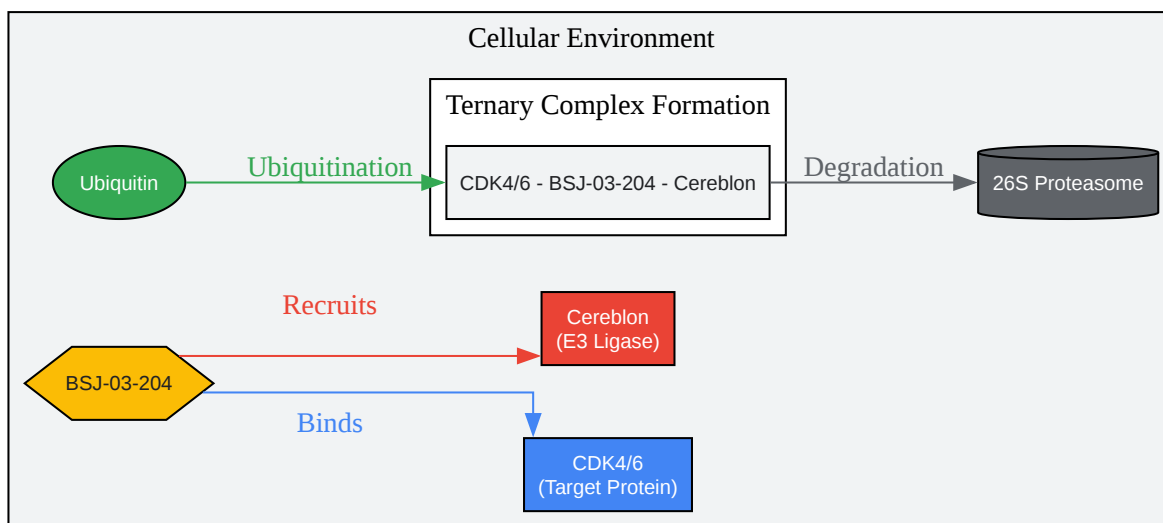 Cellular Environment
Ternary Complex Formation
Ubiquitin
Ubiquitination
CDK4/6 - BSJ-03-204 - Cereblon
Degradation
26S Proteasome
Recruits
Cereblon
(E3 Ligase)
BSJ-03-204
Binds
CDK4/6
(Target Protein)